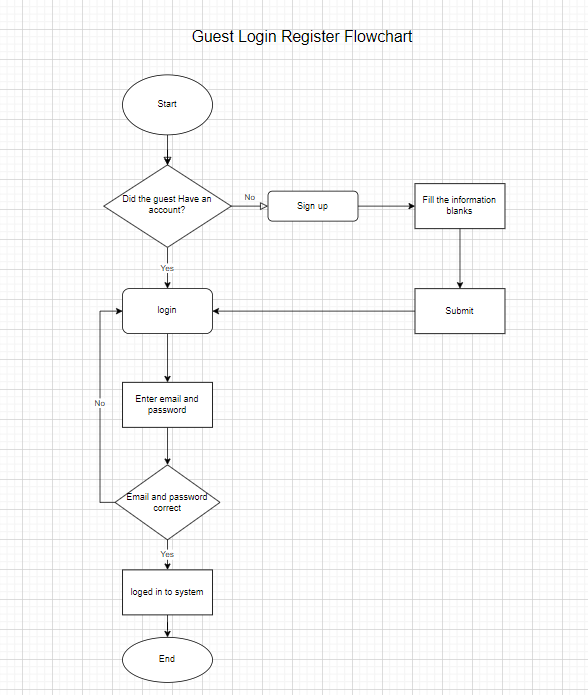 Guest Login Register Flowchart
Start
Did the guest Have an
account?
No
Sign up
Fill the information
blanks
Yes
login
Submit
Enter email and
password
No
Email and password
correct
Yes
loged in to system
End